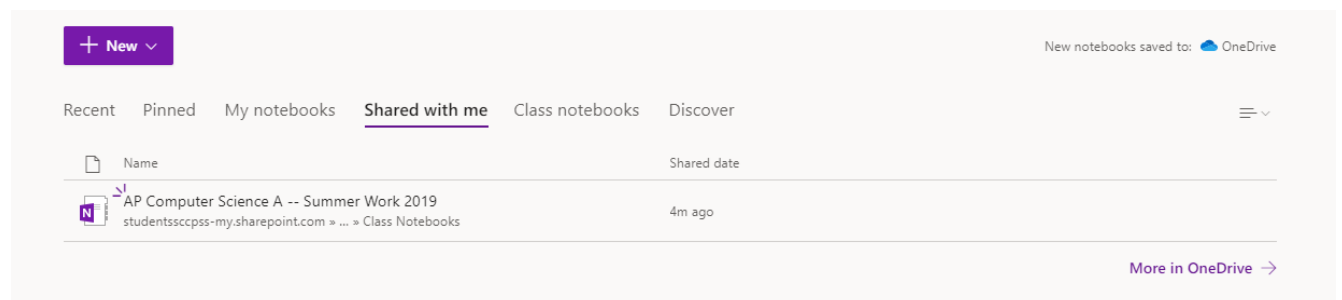 New
New notebooks saved to: OneDrive
Recent Pinned My notebooks Shared with me Class notebooks Discover
Name Shared date
AP Computer Science A -- Summer Work 2019
studentssccpss-my.sharepoint.com » ... » Class Notebooks
4m ago
More in OneDrive